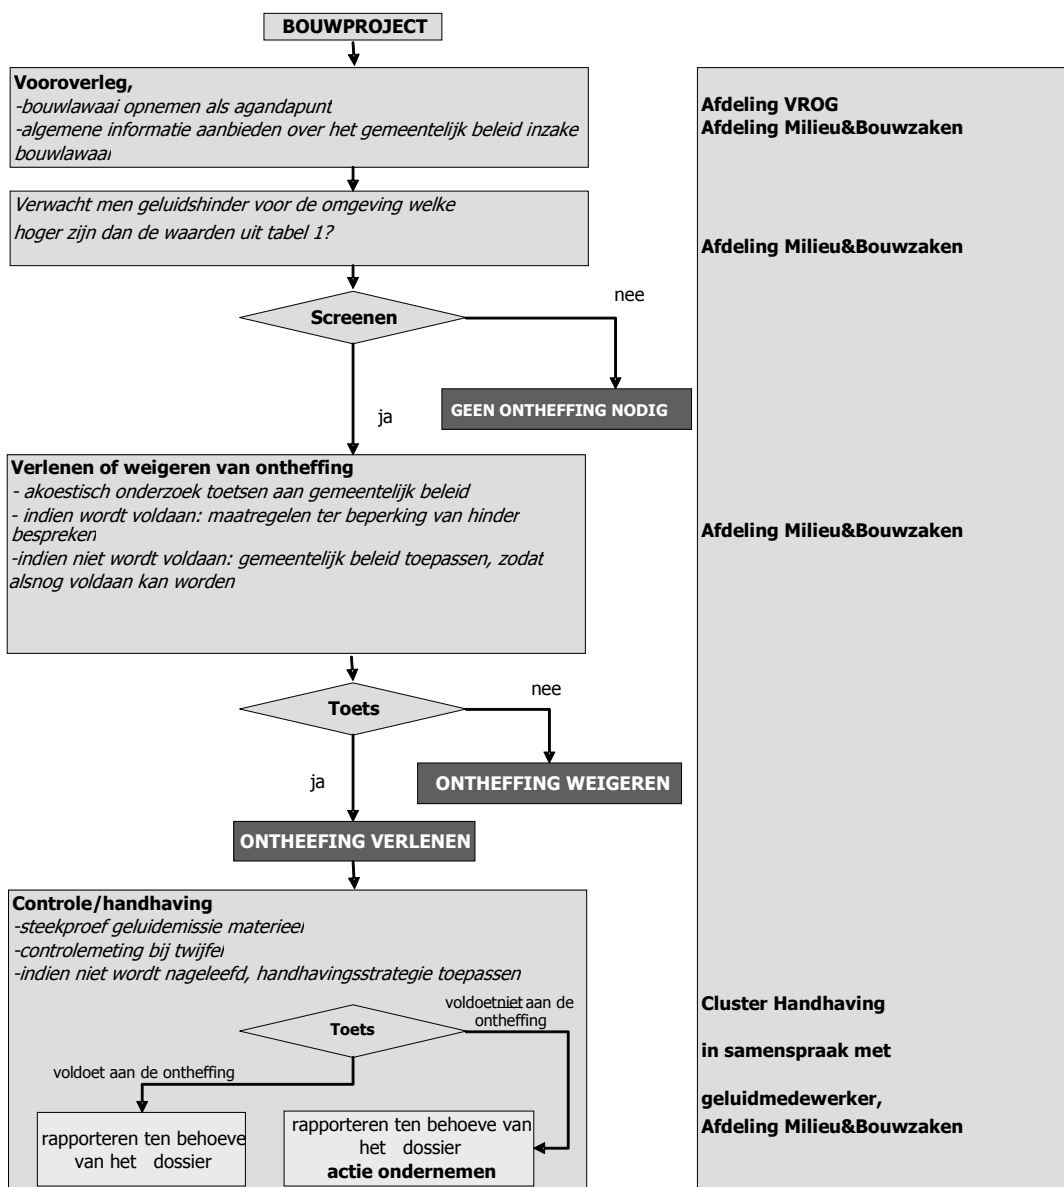 BOUWPROJECT
Vooroverleg,
-bouwlawaai opnemen als agandapunt
-algemene informatie aanbieden over het gemeentelijk beleid inzake
bouwlawaai
Afdeling VROG
Afdeling Milieu&Bouwzaken
Verwacht men geluidshinder voor de omgeving welke
hoger zijn dan de waarden uit tabel 1?
Afdeling Milieu&Bouwzaken
nee
Screenen
GEEN ONTHEFFING NODIG
ja
Verlenen of weigeren van ontheffing
- akoestisch onderzoek toetsen aan gemeentelijk beleid
- indien wordt voldaan: maatregelen ter beperking van hinder
bespreken
-indien niet wordt voldaan: gemeentelijk beleid toepassen, zodat
alsnog voldaan kan worden
Afdeling Milieu&Bouwzaken
nee
Toets
ja
ONTHEFFING WEIGEREN
ONTHEEFING VERLENEN
Controle/handhaving
-steekproef geluidemissie materieel
-controlemeting bij twijfel
-indien niet wordt nageleefd, handhavingsstrategie toepassen
voldoetniet aan de
ontheffing
Toets
voldoet aan de ontheffing
rapporteren ten behoeve
van het dossier
rapporteren ten behoeve van
het dossier
actie ondernemen
Cluster Handhaving
in samenspraak met
geluidmedewerker,
Afdeling Milieu&Bouwzaken